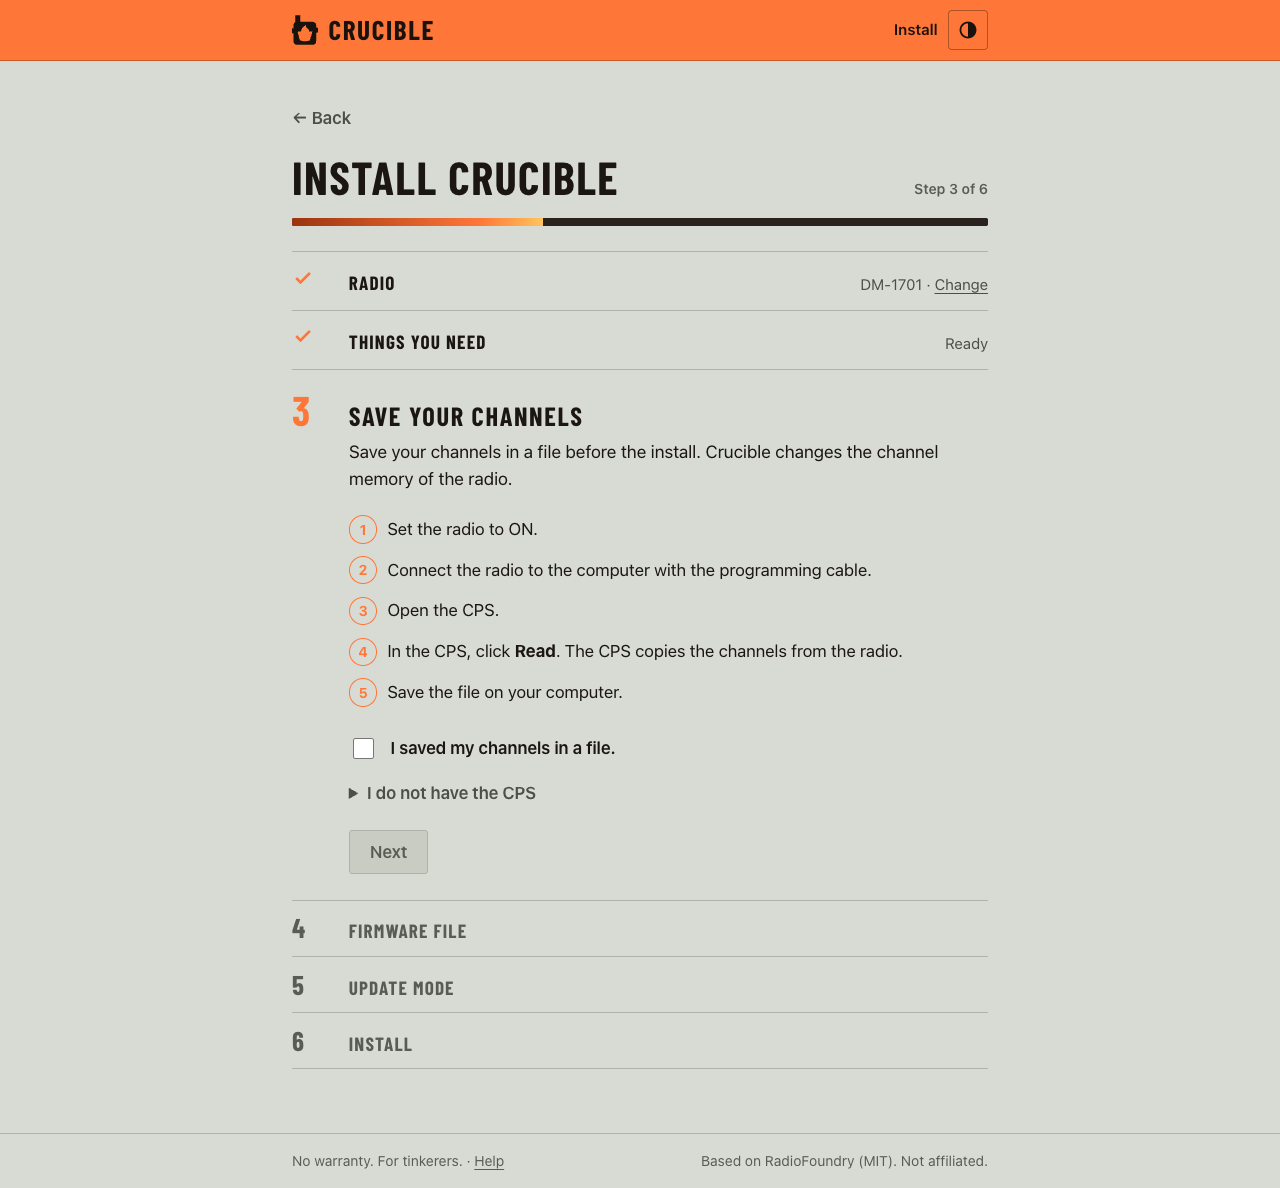 CRUCIBLE
Install
← Back
INSTALL CRUCIBLE
Step 3 of 6
RADIO
DM-1701 · Change
THINGS YOU NEED
Ready
3
SAVE YOUR CHANNELS
Save your channels in a file before the install. Crucible changes the channel
memory of the radio.
1 Set the radio to ON.
2 Connect the radio to the computer with the programming cable.
3 Open the CPS.
4 In the CPS, click Read. The CPS copies the channels from the radio.
5 Save the file on your computer.
I saved my channels in a file.
I do not have the CPS
Next
4 FIRMWARE FILE
5 UPDATE MODE
6 INSTALL
No warranty. For tinkerers. · Help
Based on RadioFoundry (MIT). Not affiliated.